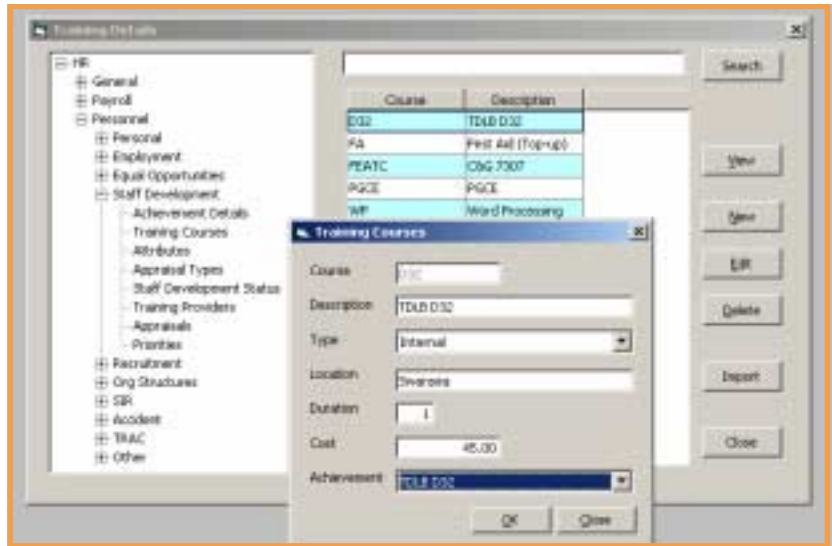 Training Details
HR
General
Payroll
Personnel
Personal
Employment
Equal Opportunities
Staff Development
Achievement Details
Training Courses
Attributes
Appraisal Types
Staff Development Status
Training Providers
Appraisals
Priorities
Recruitment
Org Structures
SIR
Accident
TRAC
Other
Search
Course Description
D32 TDLB D32
FA First Aid (Top-up)
FEATC C&G 7307
PGCE PGCE
WP Word Processing
View
New
Edit
Delete
Import
Close
Training Courses
Course D32
Description TDLB D32
Type Internal
Location
Duration 1
Cost 45.00
Achievement TDLB D32
OK Close